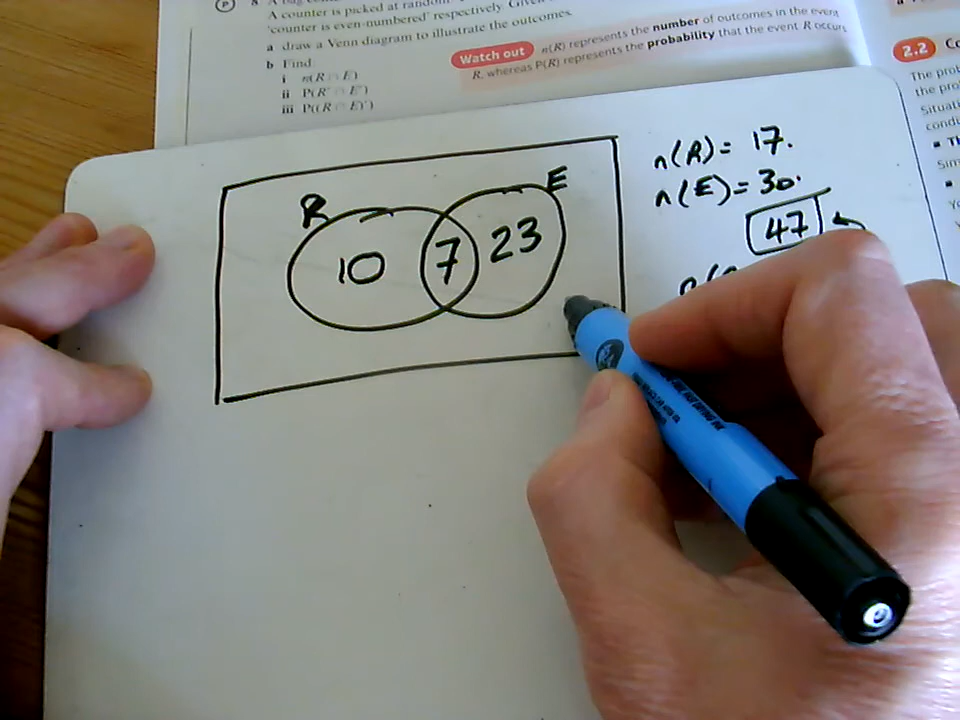 A counter is picked at random
'counter is even-numbered' respectively. Given
a draw a Venn diagram to illustrate the outcomes.
b Find
i n(R ∩ E)
ii P(R' ∩ E')
iii P((R ∩ E)')
Watch out n(R) represents the number of outcomes in the event
R, whereas P(R) represents the probability that the event R occurs
2.2
The prob
the pro
Situati
cond
R
E
10
7
23
n(R) = 17.
n(E) = 30.
47